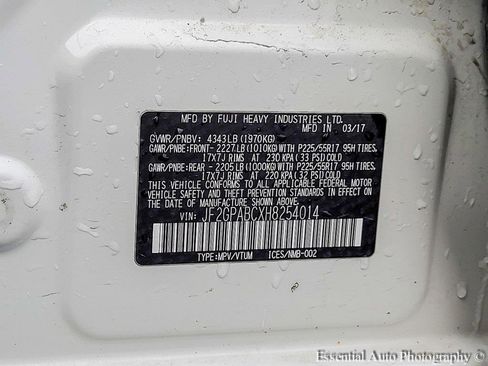 MFD BY FUJI HEAVY INDUSTRIES LTD.
03/17
GVWR/PNBV: 4343LB (1970KG)
GAWR/PNBE:FRONT-2227LB(1010KG)WITH P225/55R17 95H TIRES,
17X7J RIMS AT 230 KPA(33 PSI)COLD
GAWR/PNBE:REAR -2205LB(1000KG)WITH P225/55R17 95H TIRES,
17X7J RIMS AT 220 KPA(32 PSI)COLD
THIS VEHICLE CONFORMS TO ALL APPLICABLE FEDERAL MOTOR
VEHICLE SAFETY AND THEFT PREVENTION STANDARDS IN EFFECT ON
THE DATE OF MANUFACTURE SHOWN ABOVE.
VIN: JF2GPABCXH8254014
TYPE:MPV/VTUM ICES/NMB-002
Essential Auto Photography ©